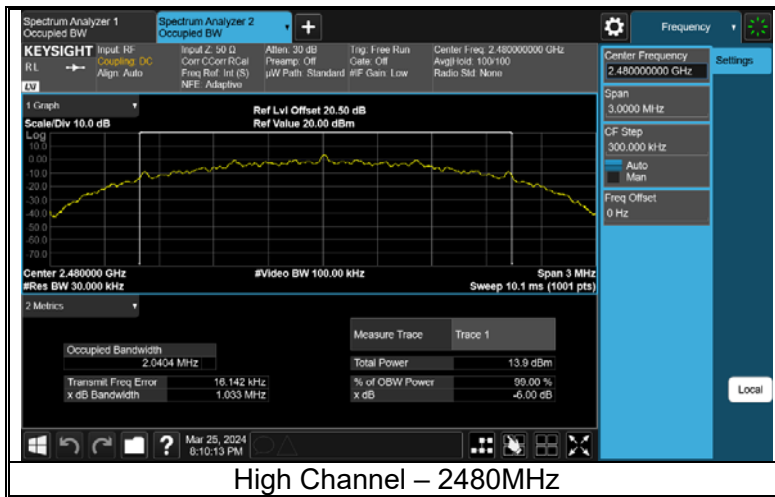 Spectrum Analyzer 1
Occupied BW
Spectrum Analyzer 2
Occupied BW
Frequency
KEYSIGHT
RL
LXI
Input: RF
Coupling: DC
Align: Auto
Input Z: 50 Ω
Corr CCorr RCal
Freq Ref: Int (S)
NFE: Adaptive
Atten: 30 dB
Preamp: Off
µW Path: Standard
Trig: Free Run
Gate: Off
#IF Gain: Low
Center Freq: 2.480000000 GHz
Avg|Hold: 100/100
Radio Std: None
Center Frequency
2.480000000 GHz
Settings
Span
3.0000 MHz
CF Step
300.000 kHz
Auto
Man
Freq Offset
0 Hz
1 Graph
Scale/Div 10.0 dB
Ref Lvl Offset 20.50 dB
Ref Value 20.00 dBm
Log
10.0
0.00
-10.0
-20.0
-30.0
-40.0
-50.0
-60.0
-70.0
Center 2.480000 GHz
#Video BW 100.00 kHz
Span 3 MHz
#Res BW 30.000 kHz
Sweep 10.1 ms (1001 pts)
2 Metrics
Measure Trace
Trace 1
Occupied Bandwidth
2.0404 MHz
Total Power
13.9 dBm
Transmit Freq Error
16.142 kHz
% of OBW Power
99.00 %
x dB Bandwidth
1.033 MHz
x dB
-6.00 dB
Local
?
Mar 25, 2024
8:10:13 PM
High Channel – 2480MHz